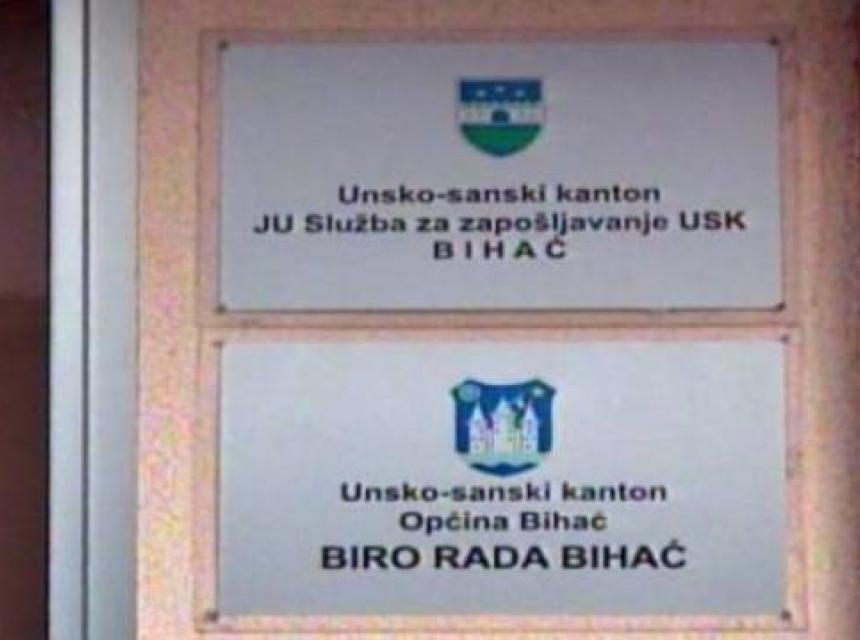 Unsko-sanski kanton
JU Služba za zapošljavanje USK
BIHAĆ
Unsko-sanski kanton
Općina Bihać
BIRO RADA BIHAĆ